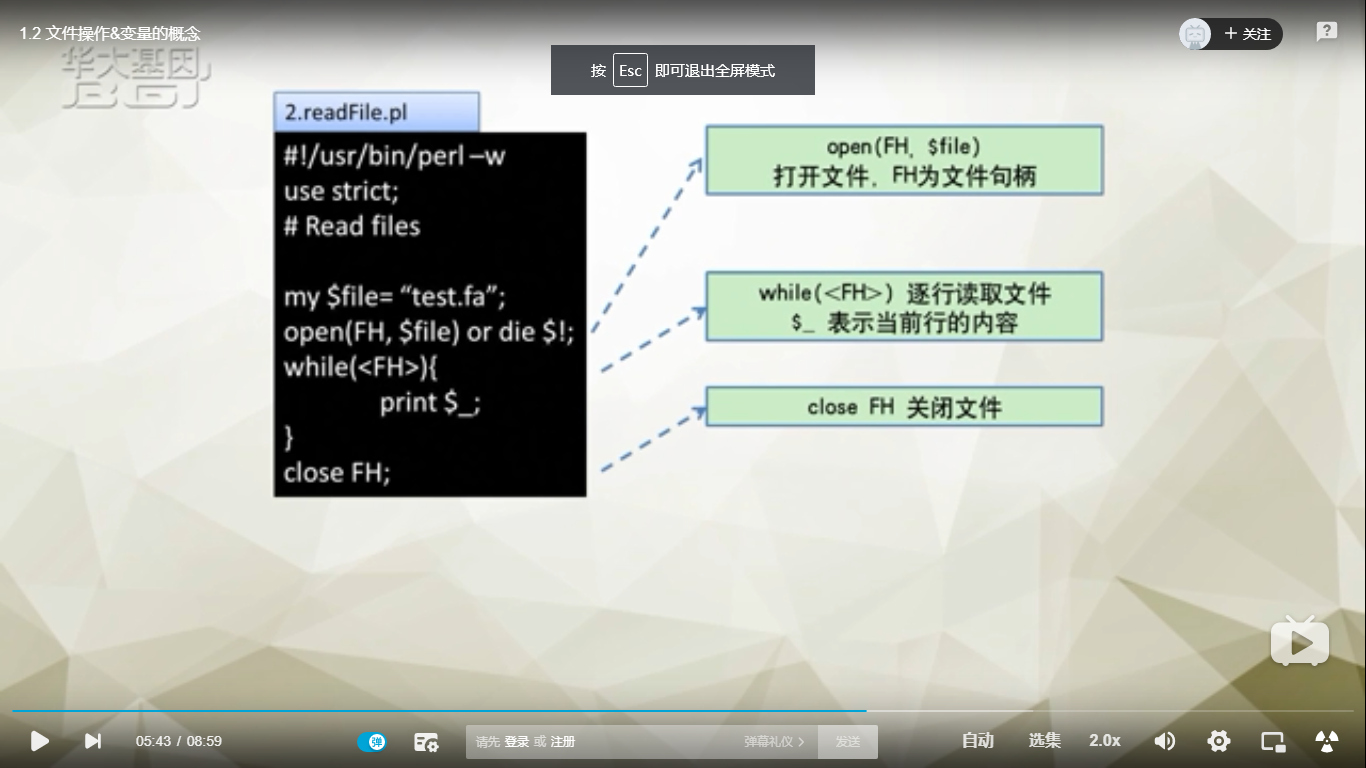 1.2 文件操作&变量的概念
+ 关注
?
华大基因
BGI
按 Esc 即可退出全屏模式
2.readFile.pl
#!/usr/bin/perl –w
use strict;
# Read files
my $file= “test.fa”;
open(FH, $file) or die $!;
while(<FH>){
print $_;
}
close FH;
open(FH, $file)
打开文件, FH为文件句柄
while(<FH>) 逐行读取文件
$_ 表示当前行的内容
close FH 关闭文件
05:43 / 08:59
弹
请先 登录 或 注册
弹幕礼仪 >
发送
自动
选集
2.0x